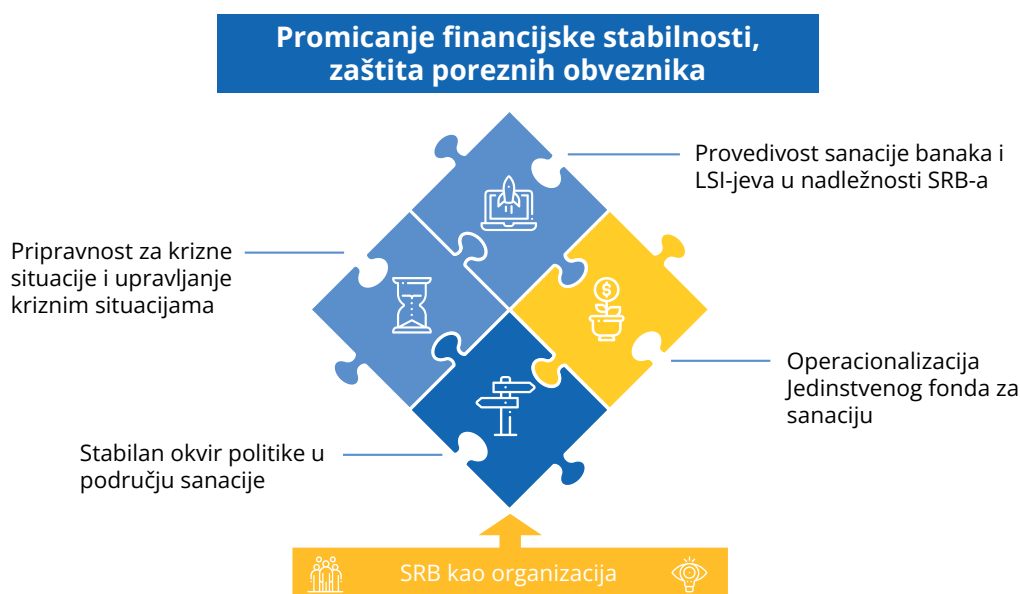 Promicanje financijske stabilnosti,
zaštita poreznih obveznika
Provedivost sanacije banaka i
LSI-jeva u nadležnosti SRB-a
Pripravnost za krizne
situacije i upravljanje
kriznim situacijama
$
Operacionalizacija
Jedinstvenog fonda za
sanaciju
Stabilan okvir politike u
području sanacije
SRB kao organizacija